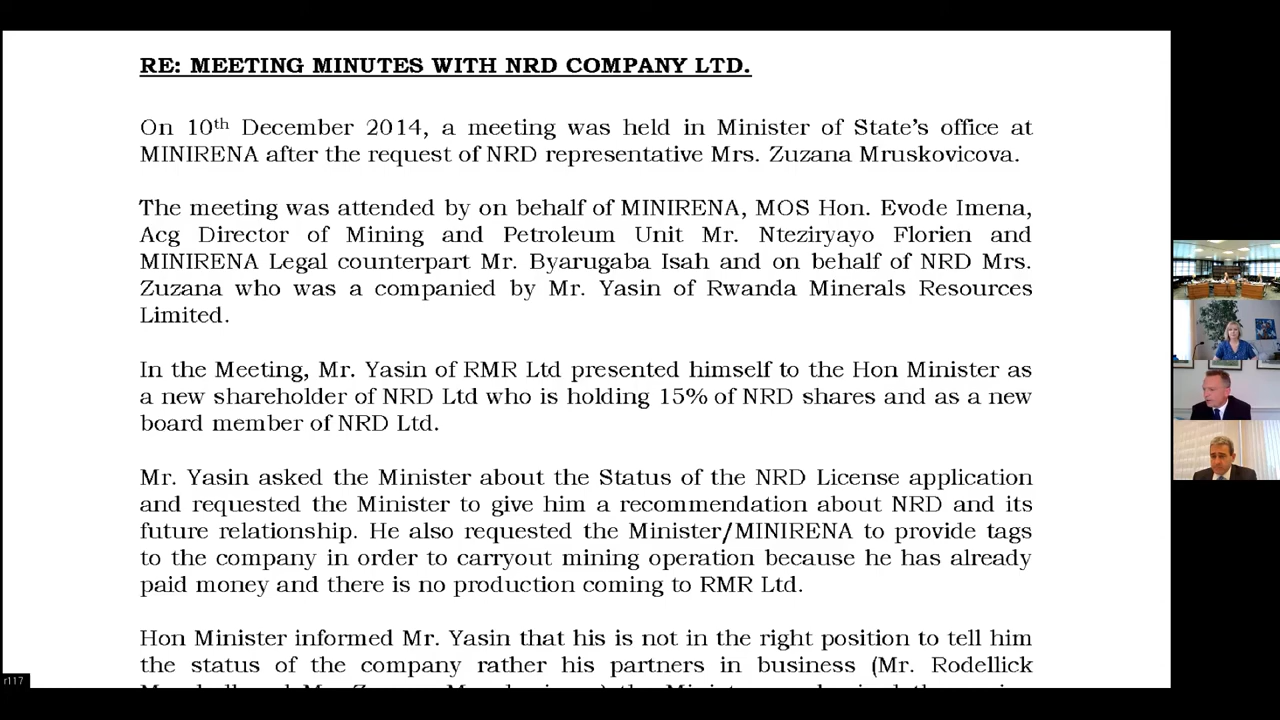 RE: MEETING MINUTES WITH NRD COMPANY LTD.
On 10th December 2014, a meeting was held in Minister of State's office at
MINIRENA after the request of NRD representative Mrs. Zuzana Mruskovicova.
The meeting was attended by on behalf of MINIRENA, MOS Hon. Evode Imena,
Acg Director of Mining and Petroleum Unit Mr. Nteziryayo Florien and
MINIRENA Legal counterpart Mr. Byarugaba Isah and on behalf of NRD Mrs.
Zuzana who was a companied by Mr. Yasin of Rwanda Minerals Resources
Limited.
In the Meeting, Mr. Yasin of RMR Ltd presented himself to the Hon Minister as
a new shareholder of NRD Ltd who is holding 15% of NRD shares and as a new
board member of NRD Ltd.
Mr. Yasin asked the Minister about the Status of the NRD License application
and requested the Minister to give him a recommendation about NRD and its
future relationship. He also requested the Minister/MINIRENA to provide tags
to the company in order to carryout mining operation because he has already
paid money and there is no production coming to RMR Ltd.
Hon Minister informed Mr. Yasin that his is not in the right position to tell him
the status of the company rather his partners in business (Mr. Rodellick
r117